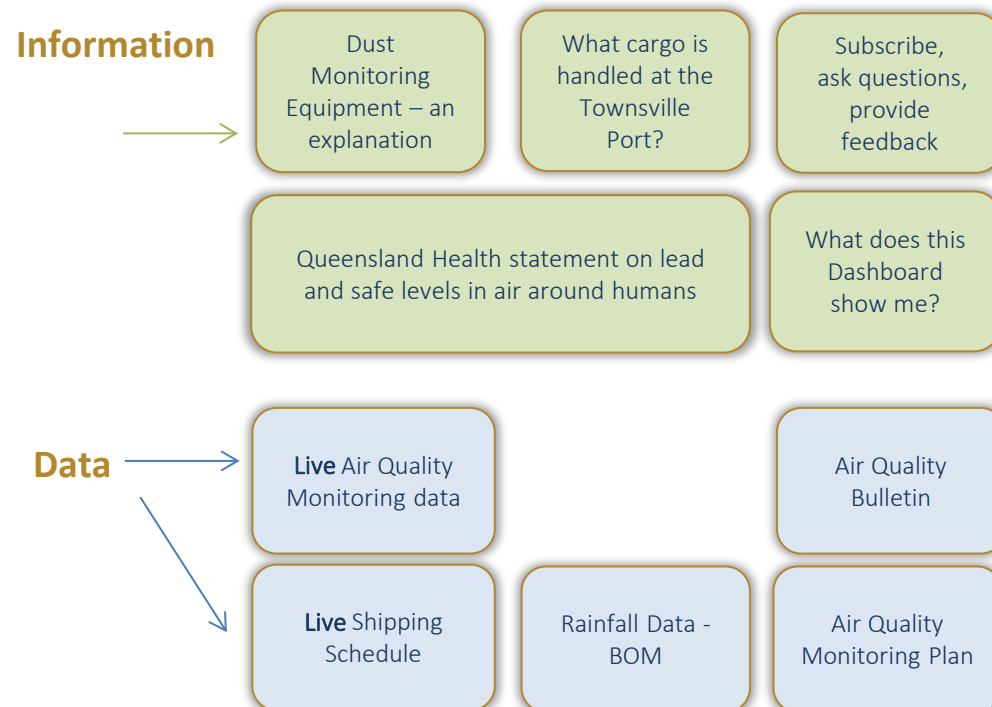 Information
Dust
Monitoring
Equipment – an
explanation
What cargo is
handled at the
Townsville
Port?
Subscribe,
ask questions,
provide
feedback
Queensland Health statement on lead
and safe levels in air around humans
What does this
Dashboard
show me?
Data
Live Air Quality
Monitoring data
Air Quality
Bulletin
Live Shipping
Schedule
Rainfall Data -
BOM
Air Quality
Monitoring Plan